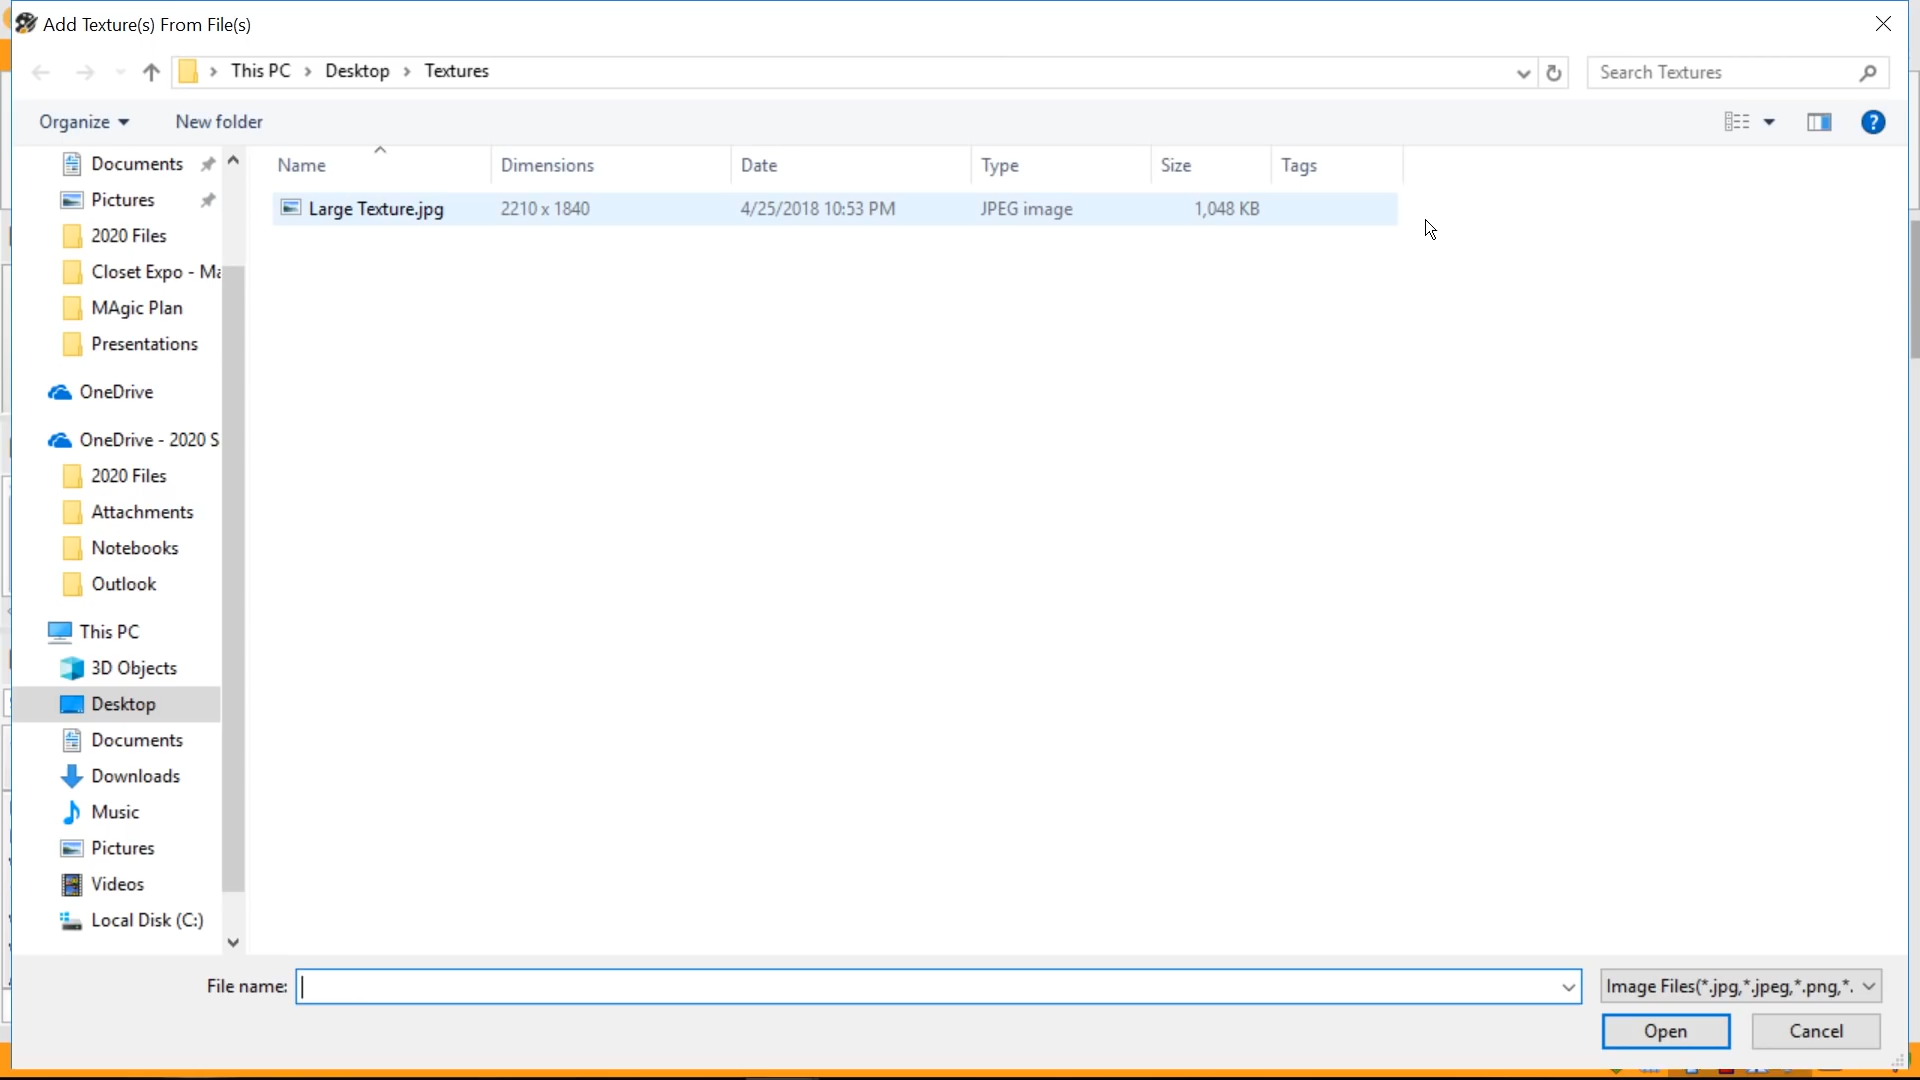 Add Texture(s) From File(s)
This PC > Desktop > Textures
Search Textures
Organize
New folder
Name Dimensions Date Type Size Tags
Large Texture.jpg 2210 x 1840 4/25/2018 10:53 PM JPEG image 1,048 KB
Documents
Pictures
2020 Files
Closet Expo - Ma
MAgic Plan
Presentations
OneDrive
OneDrive - 2020 S
2020 Files
Attachments
Notebooks
Outlook
This PC
3D Objects
Desktop
Documents
Downloads
Music
Pictures
Videos
Local Disk (C:)
File name:
Image Files(*.jpg,*.jpeg,*.png,*.
Open
Cancel